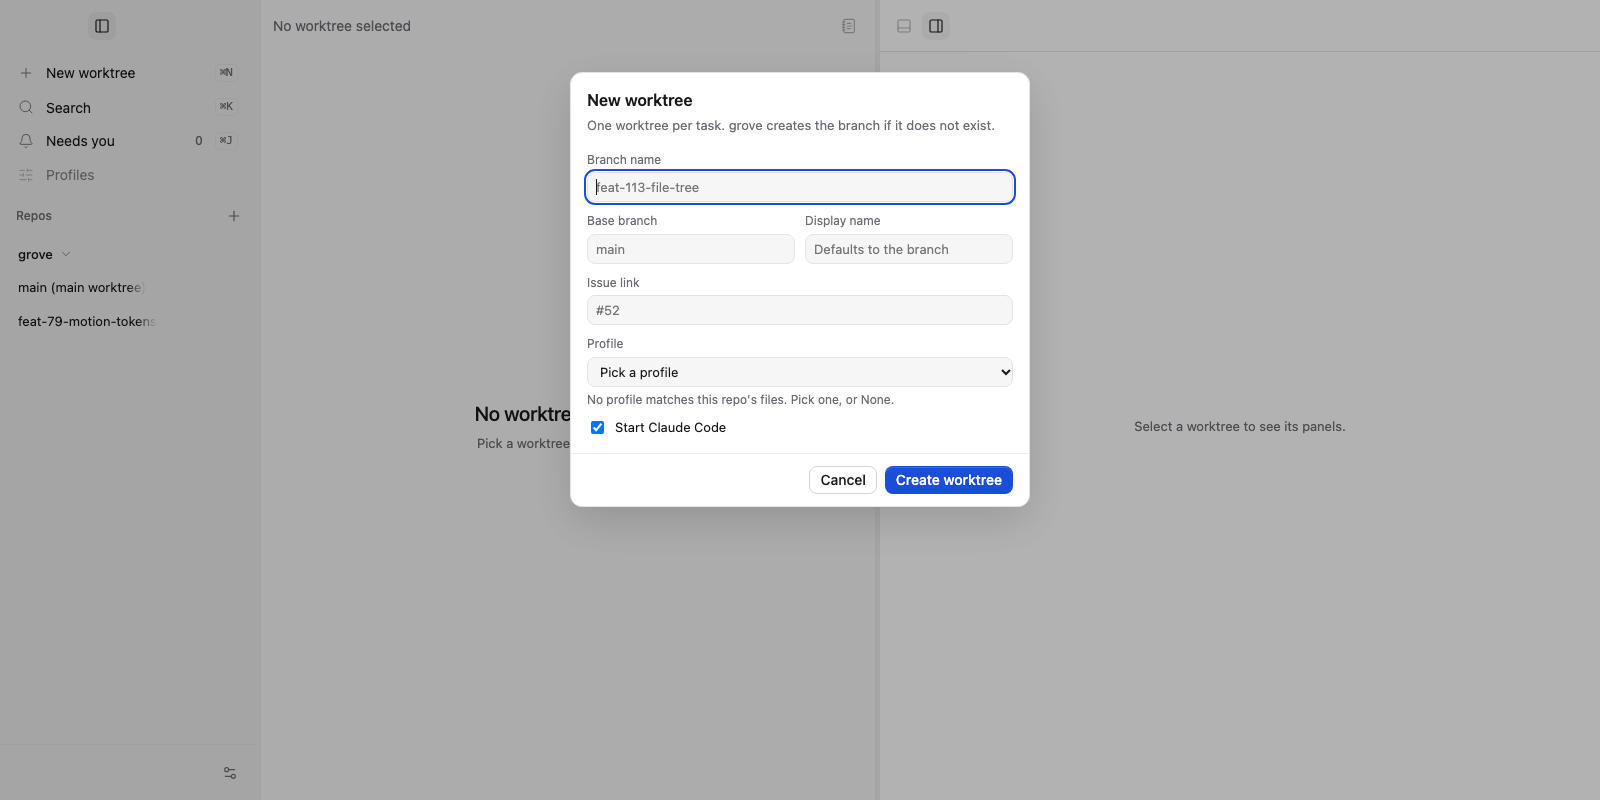 No worktree selected
New worktree ⌘N
Search ⌘K
Needs you 0 ⌘J
Profiles
Repos
grove
main (main worktree)
feat-79-motion-tokens
No worktre
Pick a worktree
New worktree
One worktree per task. grove creates the branch if it does not exist.
Branch name
feat-113-file-tree
Base branch
main
Display name
Defaults to the branch
Issue link
#52
Profile
Pick a profile
No profile matches this repo's files. Pick one, or None.
Start Claude Code
Cancel
Create worktree
Select a worktree to see its panels.